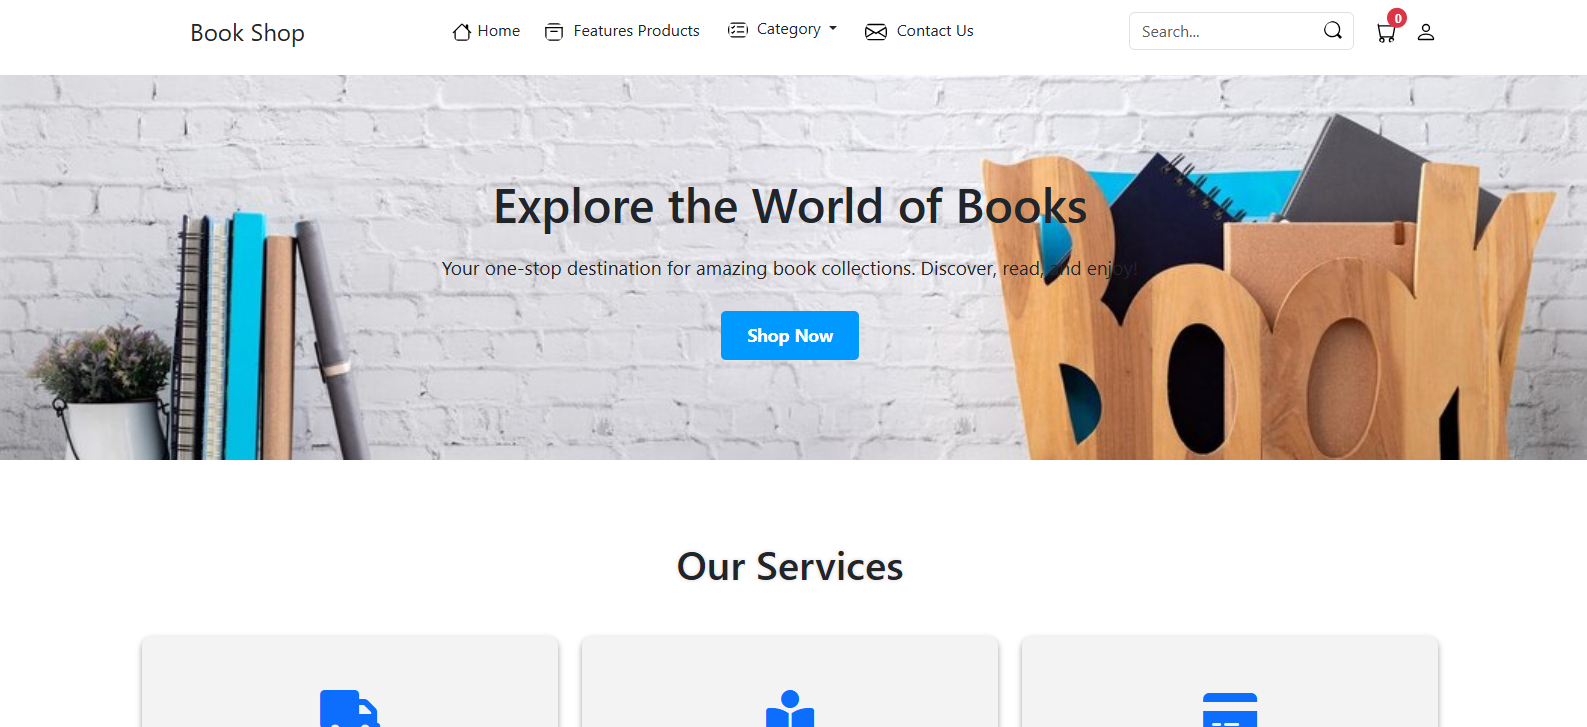 Book Shop
Home
Features Products
Category
Contact Us
Search...
0
Explore the World of Books
Your one-stop destination for amazing book collections. Discover, read, and enjoy!
Shop Now
Book
Our Services